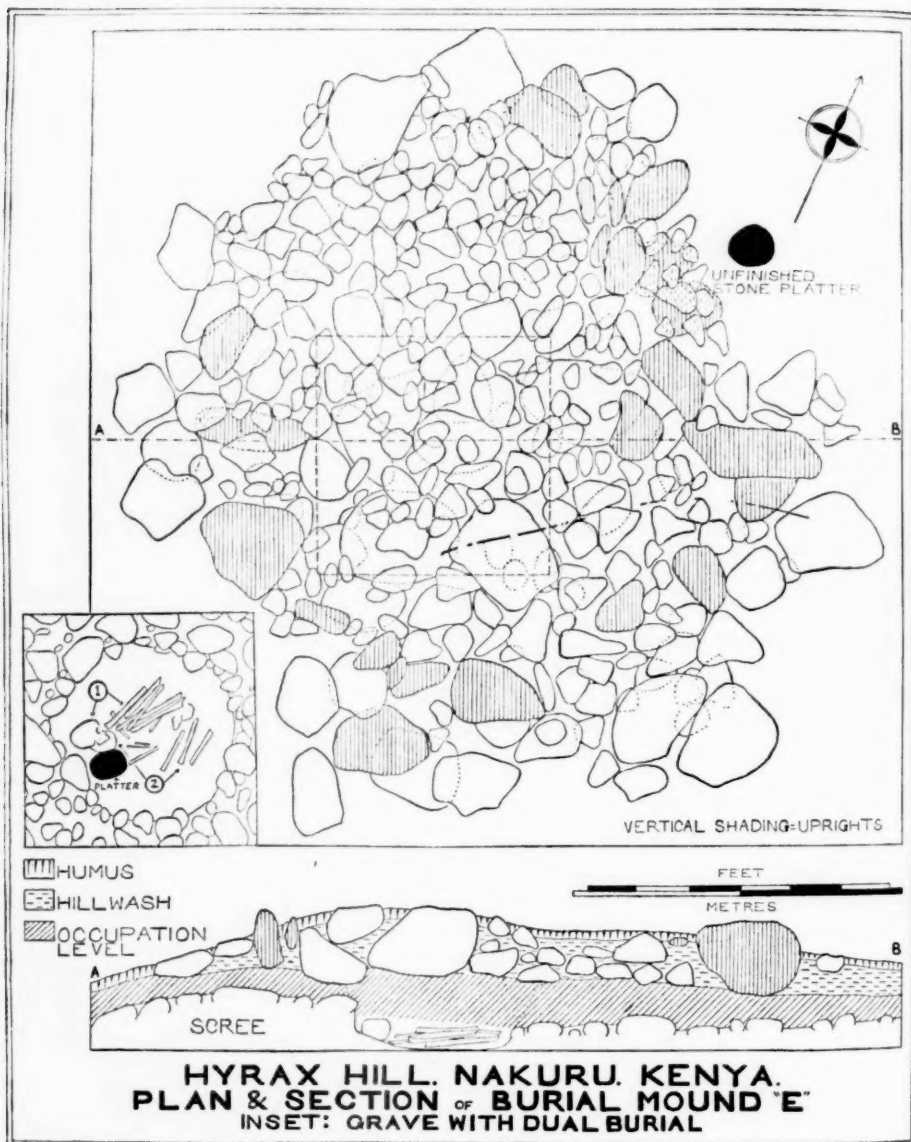 UNFINISHED
STONE PLATTER
A
B
1
PLATTER
2
VERTICAL SHADING=UPRIGHTS
HUMUS
HILLWASH
OCCUPATION
LEVEL
FEET
METRES
A
B
SCREE
HYRAX HILL. NAKURU. KENYA.
PLAN & SECTION OF BURIAL MOUND "E"
INSET: GRAVE WITH DUAL BURIAL